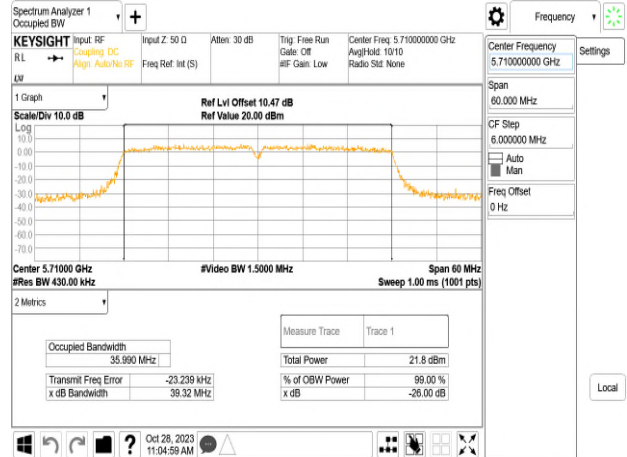 Spectrum Analyzer 1
Occupied BW
+
Frequency
KEYSIGHT Input: RF Input Z: 50 Ω Atten: 30 dB Trig: Free Run Center Freq: 5.710000000 GHz
RL Coupling: DC Gate: Off Avg|Hold: 10/10
Align: Auto/No RF Freq Ref: Int (S) #IF Gain: Low Radio Std: None
Center Frequency
5.710000000 GHz
Settings
Span
60.000 MHz
CF Step
6.000000 MHz
Auto
Man
Freq Offset
0 Hz
Local
1 Graph
Ref Lvl Offset 10.47 dB
Scale/Div 10.0 dB Ref Value 20.00 dBm
Log
10.0
0.00
-10.0
-20.0
-30.0
-40.0
-50.0
-60.0
-70.0
Center 5.71000 GHz #Video BW 1.5000 MHz Span 60 MHz
#Res BW 430.00 kHz Sweep 1.00 ms (1001 pts)
2 Metrics
Measure Trace Trace 1
Occupied Bandwidth
35.990 MHz
Total Power 21.8 dBm
Transmit Freq Error -23.239 kHz % of OBW Power 99.00 %
x dB Bandwidth 39.32 MHz x dB -26.00 dB
? Oct 28, 2023
11:04:59 AM